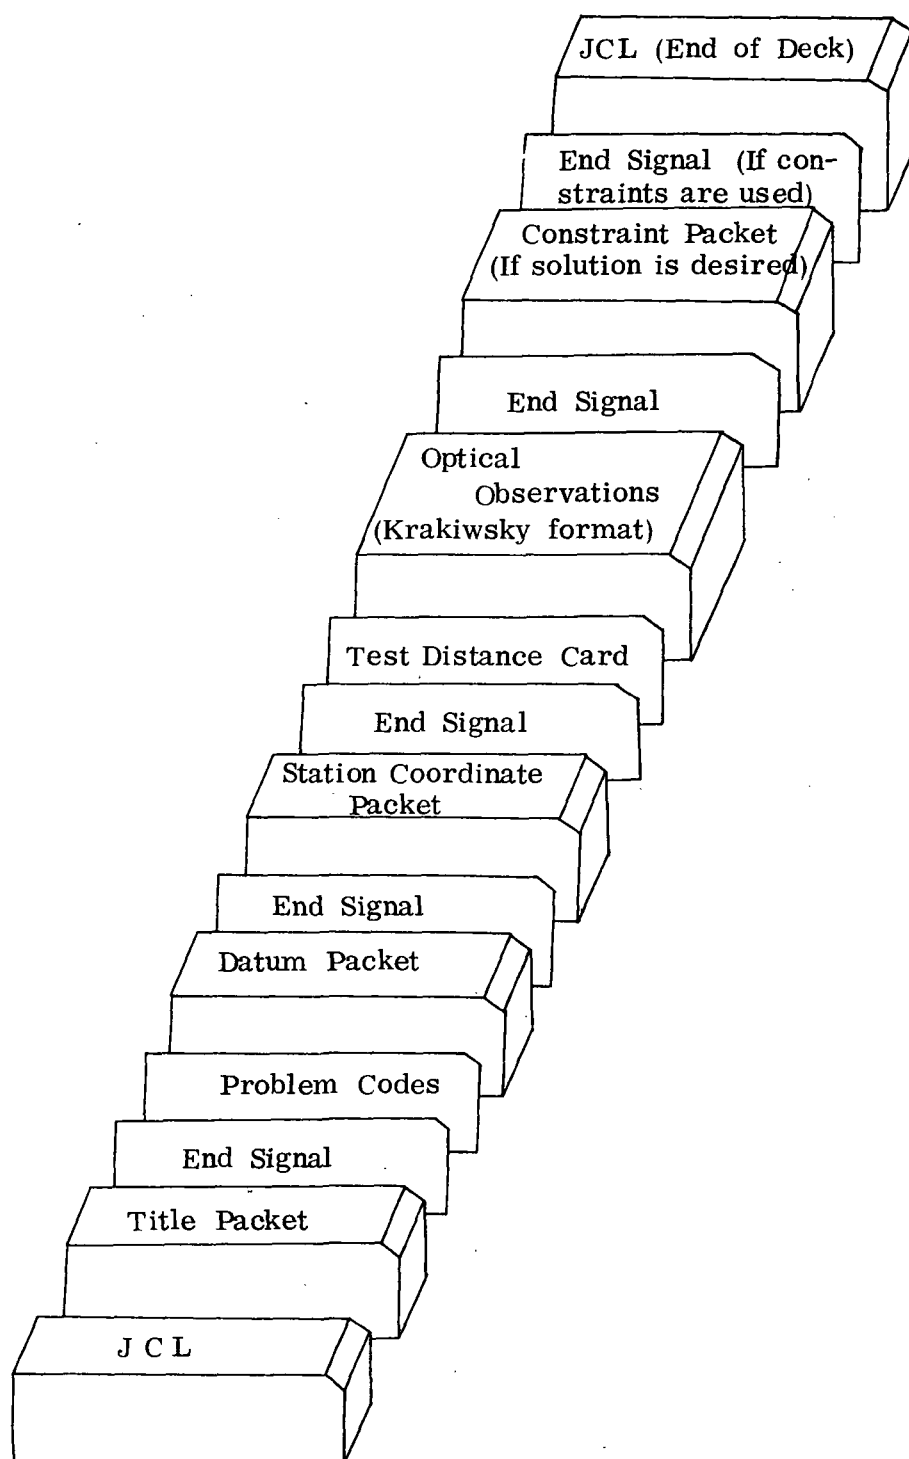 JCL (End of Deck)
End Signal (If con-
straints are used)
Constraint Packet
(If solution is desired)
End Signal
Optical
Observations
(Krakiwsky format)
Test Distance Card
End Signal
Station Coordinate
Packet
End Signal
Datum Packet
Problem Codes
End Signal
Title Packet
JCL